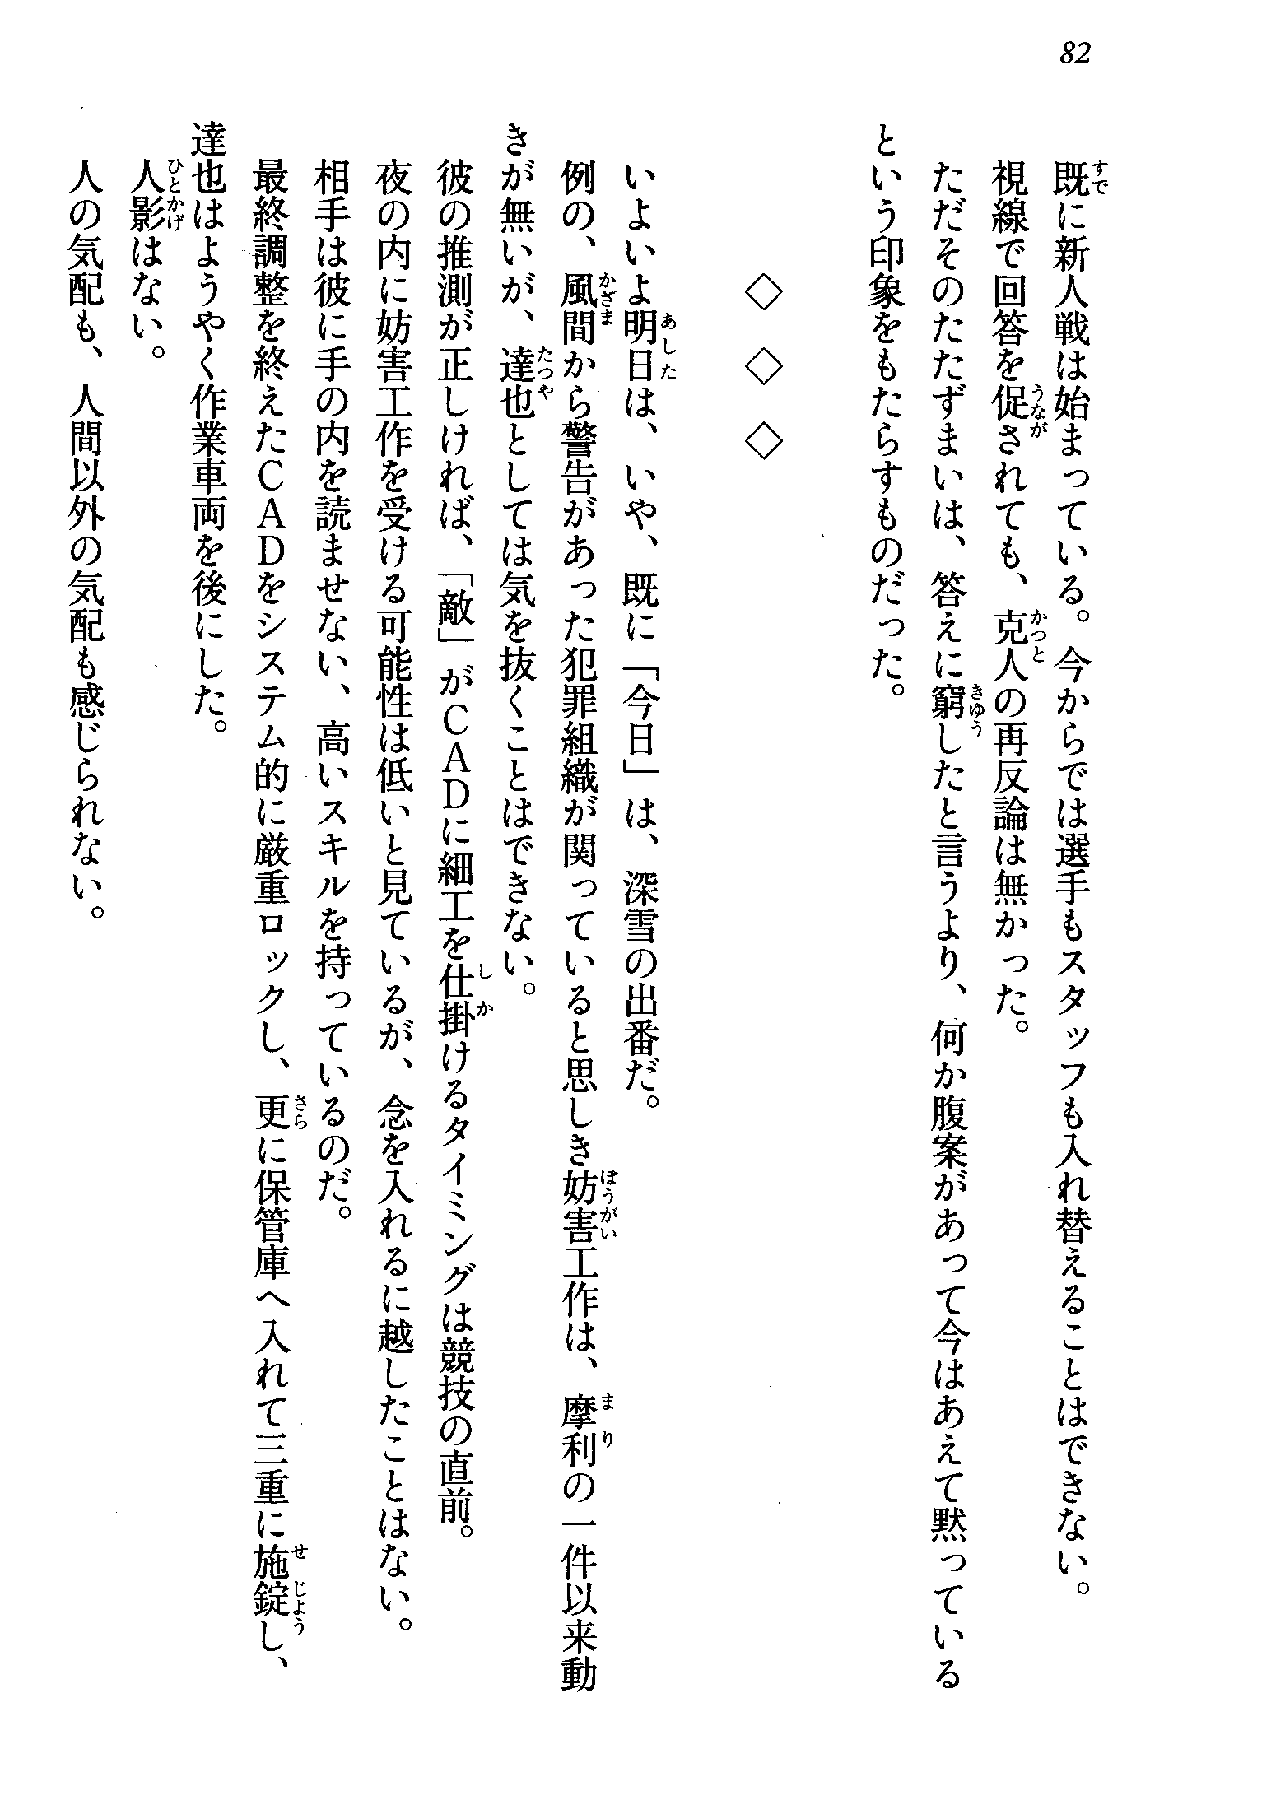 82
既に新人戦は始まっている。今からでは選手もスタッフも入れ替えることはできない。
視線で回答を促されても、克人の再反論は無かった。
ただそのたたずまいは、答えに窮したと言うより、何か腹案があって今はあえて黙っている
という印象をもたらすものだった。
◇ ◇ ◇
いよいよ明日は、いや、既に「今日」は、深雪の出番だ。
例の、風間から警告があった犯罪組織が関っていると思しき妨害工作は、摩利の一件以来動
きが無いが、達也としては気を抜くことはできない。
彼の推測が正しければ、「敵」がCADに細工を仕掛けるタイミングは競技の直前。
夜の内に妨害工作を受ける可能性は低いと見ているが、念を入れるに越したことはない。
相手は彼に手の内を読ませない、高いスキルを持っているのだ。
最終調整を終えたCADをシステム的に厳重ロックし、更に保管庫へ入れて三重に施錠し、
達也はようやく作業車両を後にした。
人影はない。
人の気配も、人間以外の気配も感じられない。